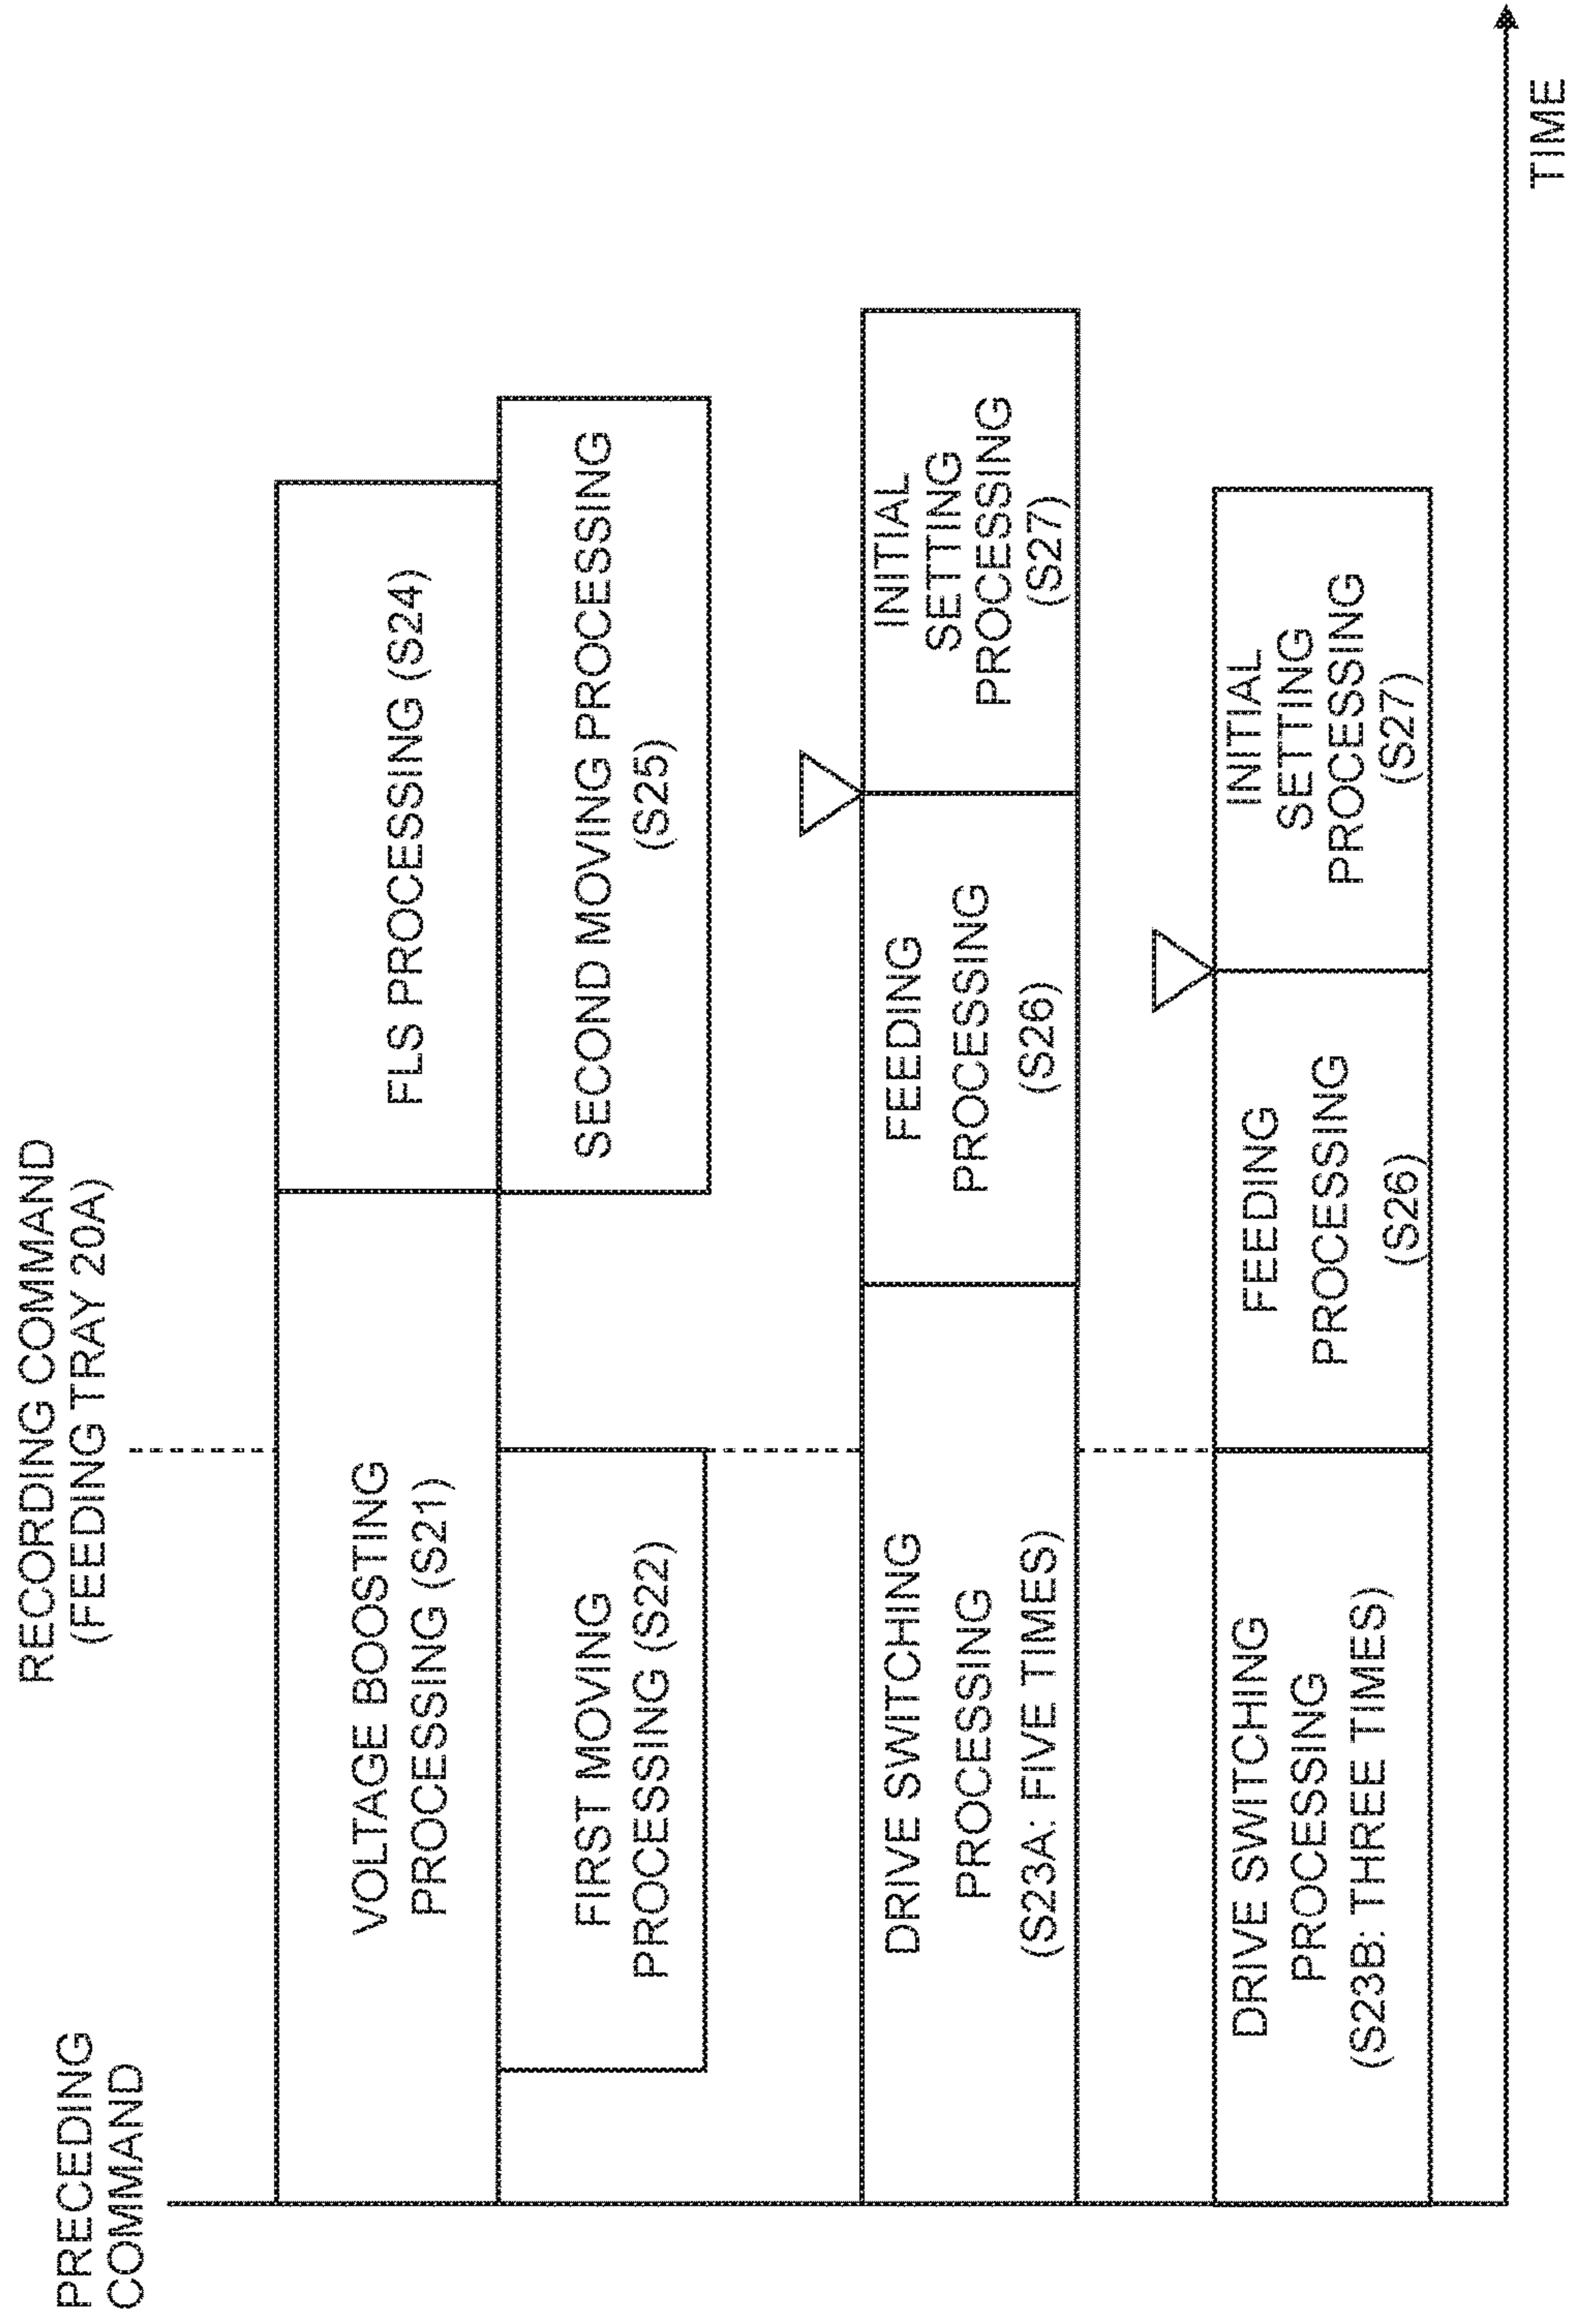 PRECEDING
COMMAND
RECORDING COMMAND
(FEEDING TRAY 20A)
VOLTAGE BOOSTING
PROCESSING (S21)
FLS PROCESSING (S24)
FIRST MOVING
PROCESSING (S22)
SECOND MOVING PROCESSING
(S25)
DRIVE SWITCHING
PROCESSING
(S23A: FIVE TIMES)
FEEDING
PROCESSING
(S26)
INITIAL
SETTING
PROCESSING
(S27)
DRIVE SWITCHING
PROCESSING
(S23B: THREE TIMES)
FEEDING
PROCESSING
(S26)
INITIAL
SETTING
PROCESSING
(S27)
TIME